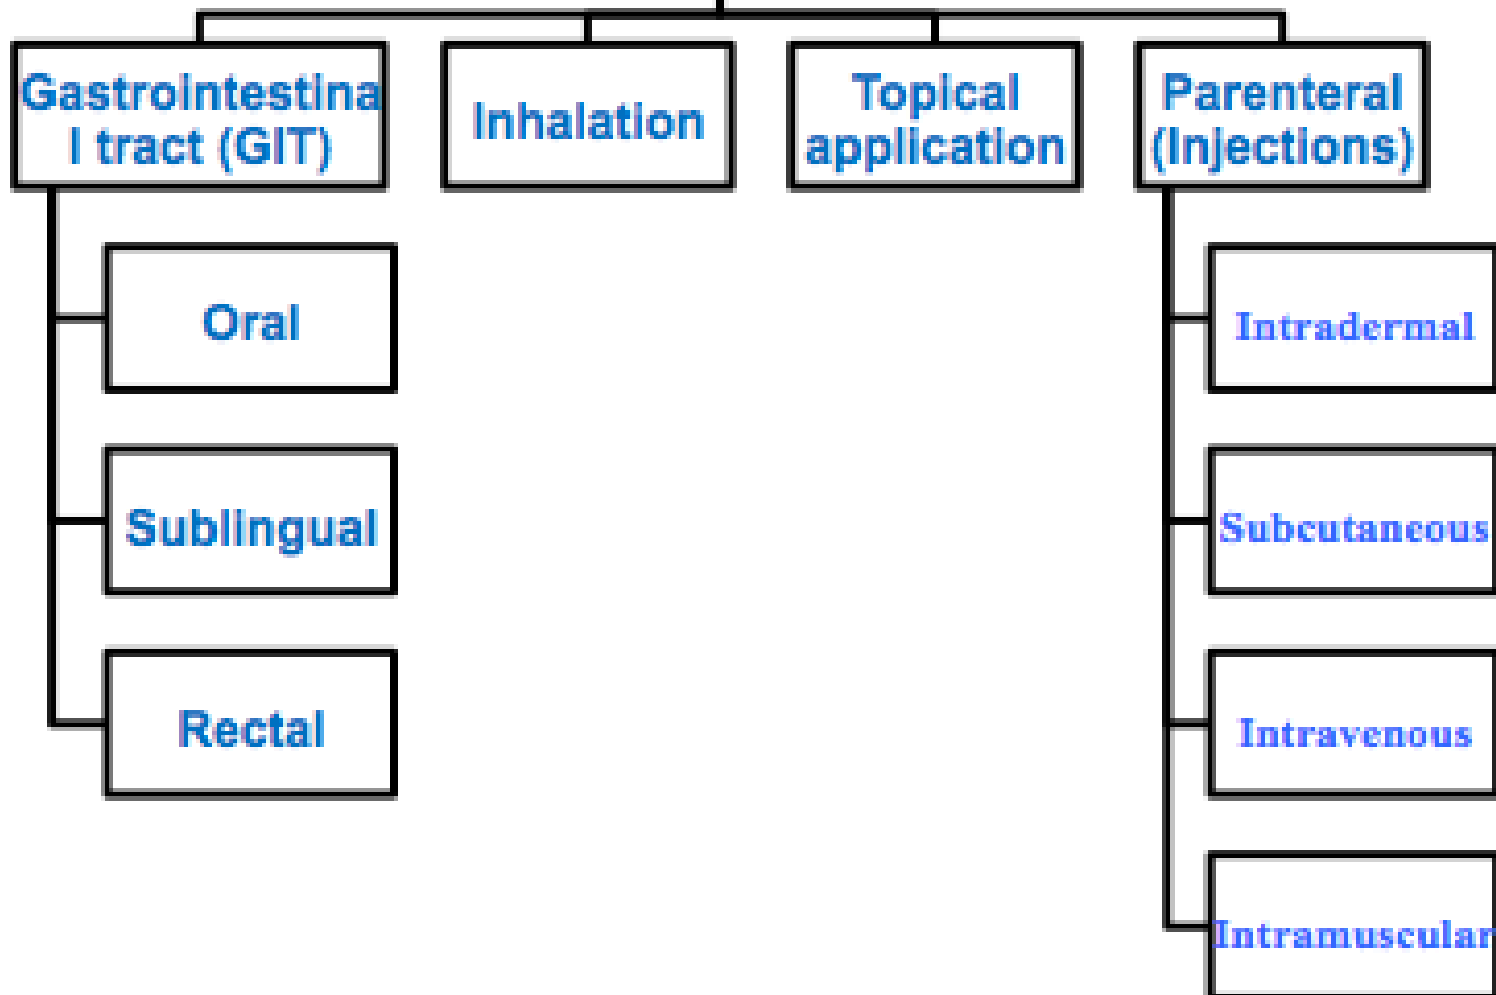 Gastrointestina
l tract (GIT)
Inhalation
Topical
application
Parenteral
(Injections)
Oral
Sublingual
Rectal
Intradermal
Subcutaneous
Intravenous
Intramuscular